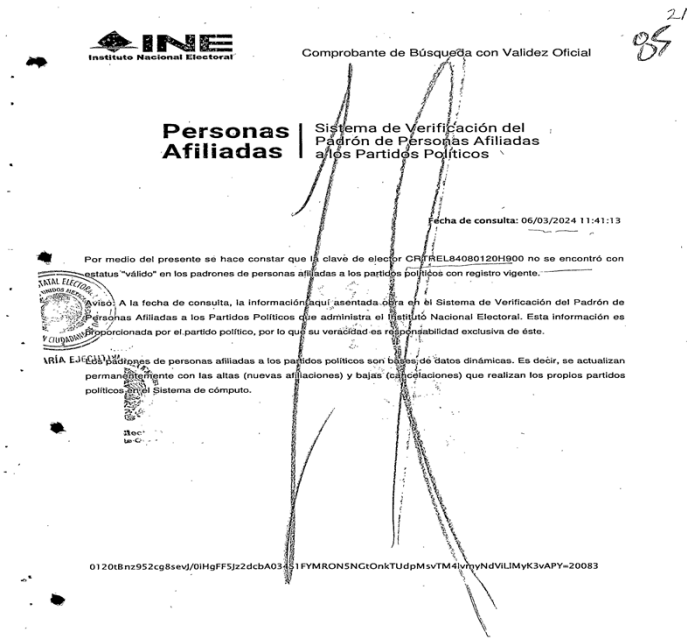 21
85
INE
Instituto Nacional Electoral
Comprobante de Búsqueda con Validez Oficial
Personas
Afiliadas
Sistema de Verificación del
Padrón de Personas Afiliadas
a los Partidos Políticos
Fecha de consulta: 06/03/2024 11:41:13
Por medio del presente se hace constar que la clave de elector CRTREL84080120H900 no se encontró con
estatus "válido" en los padrones de personas afiliadas a los partidos políticos con registro vigente.
Aviso: A la fecha de consulta, la información aquí asentada obra en el Sistema de Verificación del Padrón de
Personas Afiliadas a los Partidos Políticos que administra el Instituto Nacional Electoral. Esta información es
proporcionada por el partido político, por lo que su veracidad es responsabilidad exclusiva de éste.
Los padrones de personas afiliadas a los partidos políticos son bases de datos dinámicas. Es decir, se actualizan
permanentemente con las altas (nuevas afiliaciones) y bajas (cancelaciones) que realizan los propios partidos
políticos en el Sistema de cómputo.